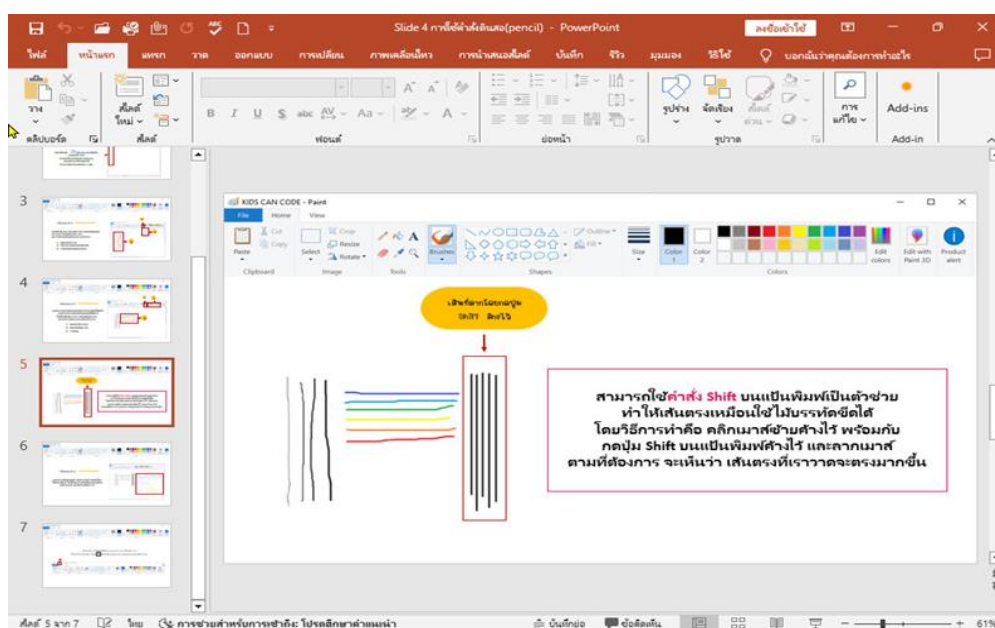 Slide 4 การใช้คำสั่งดินสอ(pencil) - PowerPoint
ลงชื่อเข้าใช้
ไฟล์ หน้าแรก แทรก วาด ออกแบบ การเปลี่ยน ภาพเคลื่อนไหว การนำเสนอสไลด์ บันทึก รีวิว มุมมอง วิธีใช้ บอกฉันว่าคุณต้องการทำอะไร
วาง
สไลด์
ใหม่
B I U S abc AV Aa A
รูปร่าง จัดเรียง สไตล์
ด่วน
การ
แก้ไข
Add-ins
คลิปบอร์ด สไลด์ ฟอนต์ ย่อหน้า รูปวาด Add-in
3
4
5
6
7
KIDS CAN CODE - Paint
File Home View
Cut
Copy
Paste
Select
Crop
Resize
Rotate
Brushes
Outline
Fill
Size
Color
1
Color
2
Edit
colors
Edit with
Paint 3D
Product
alert
Clipboard Image Tools Shapes Colors
เส้นที่ลากโดยกดปุ่ม
SHIFT ค้างไว้
สามารถใช้คำสั่ง Shift บนแป้นพิมพ์เป็นตัวช่วย
ทำให้เส้นตรงเหมือนใช้ไม้บรรทัดขีดได้
โดยวิธีการทำคือ คลิกเมาส์ซ้ายค้างไว้ พร้อมกับ
กดปุ่ม Shift บนแป้นพิมพ์ค้างไว้ และลากเมาส์
ตามที่ต้องการ จะเห็นว่า เส้นตรงที่เราวาดจะตรงมากขึ้น
สไลด์ 5 จาก 7 ไทย การช่วยสำหรับการเข้าถึง: โปรดศึกษาคำแนะนำ บันทึกย่อ ข้อคิดเห็น 61%